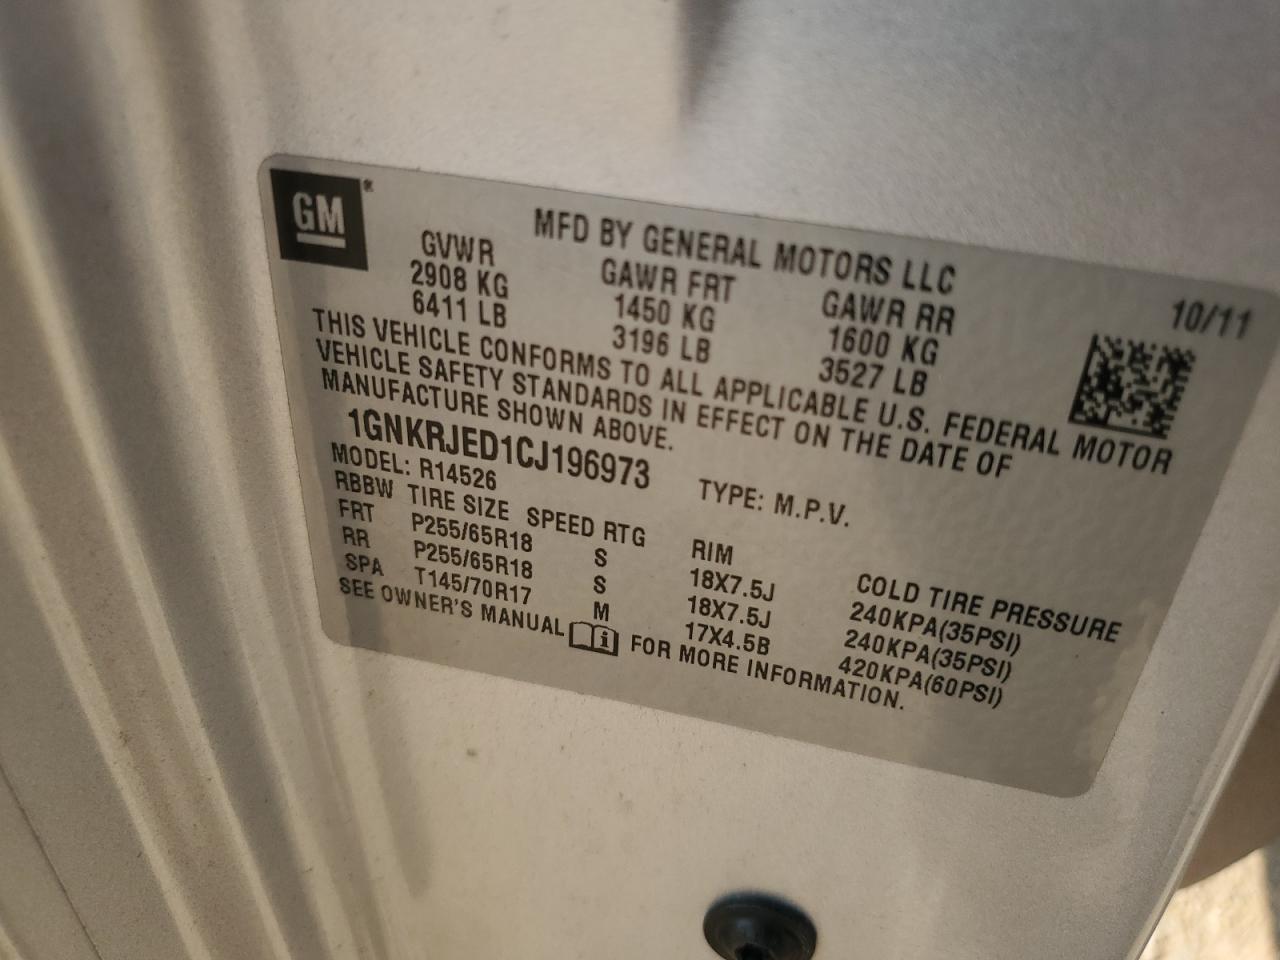 GM
MFD BY GENERAL MOTORS LLC
10/11
GVWR GAWR FRT GAWR RR
2908 KG 1450 KG 1600 KG
6411 LB 3196 LB 3527 LB
THIS VEHICLE CONFORMS TO ALL APPLICABLE U.S. FEDERAL MOTOR
VEHICLE SAFETY STANDARDS IN EFFECT ON THE DATE OF
MANUFACTURE SHOWN ABOVE.
1GNKRJED1CJ196973 TYPE: M.P.V.
MODEL: R14526
RBBW TIRE SIZE SPEED RTG RIM COLD TIRE PRESSURE
FRT P255/65R18 S 18X7.5J 240KPA(35PSI)
RR P255/65R18 S 18X7.5J 240KPA(35PSI)
SPA T145/70R17 M 17X4.5B 420KPA(60PSI)
SEE OWNER'S MANUAL FOR MORE INFORMATION.